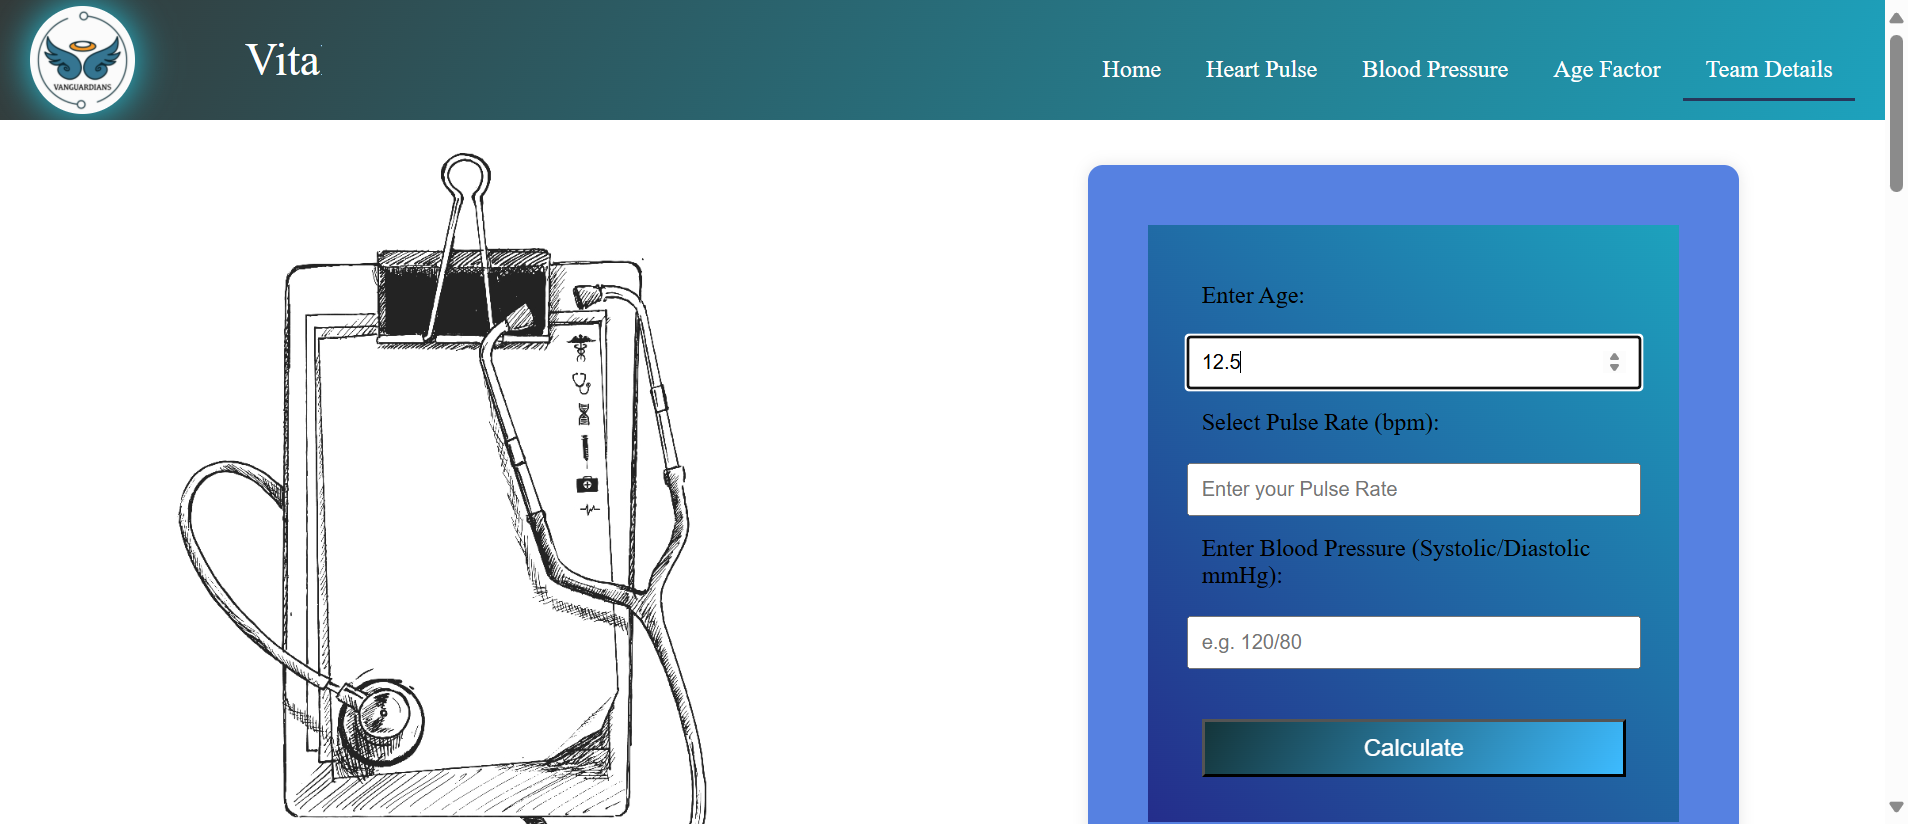 VANGUARDIANS
Vita
Home Heart Pulse Blood Pressure Age Factor Team Details
Enter Age:
12.5
Select Pulse Rate (bpm):
Enter your Pulse Rate
Enter Blood Pressure (Systolic/Diastolic
mmHg):
e.g. 120/80
Calculate